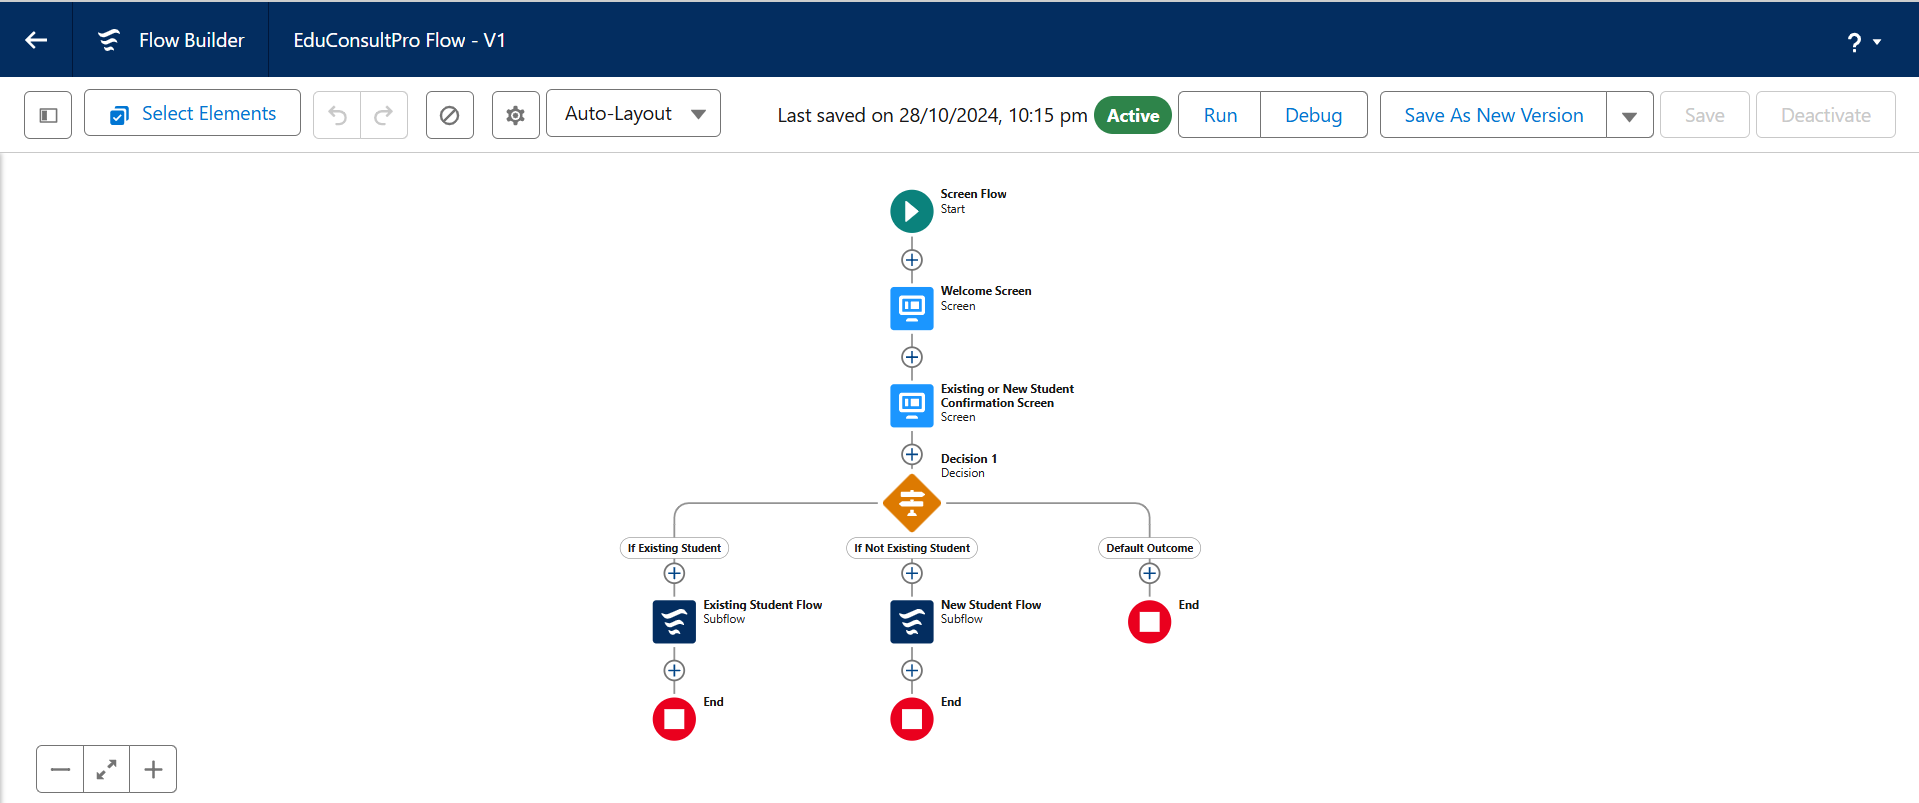 Flow Builder
EduConsultPro Flow - V1
?
Select Elements
Auto-Layout
Last saved on 28/10/2024, 10:15 pm
Active
Run
Debug
Save As New Version
Save
Deactivate
Screen Flow
Start
Welcome Screen
Screen
Existing or New Student
Confirmation Screen
Screen
Decision 1
Decision
If Existing Student
If Not Existing Student
Default Outcome
Existing Student Flow
Subflow
New Student Flow
Subflow
End
End
End